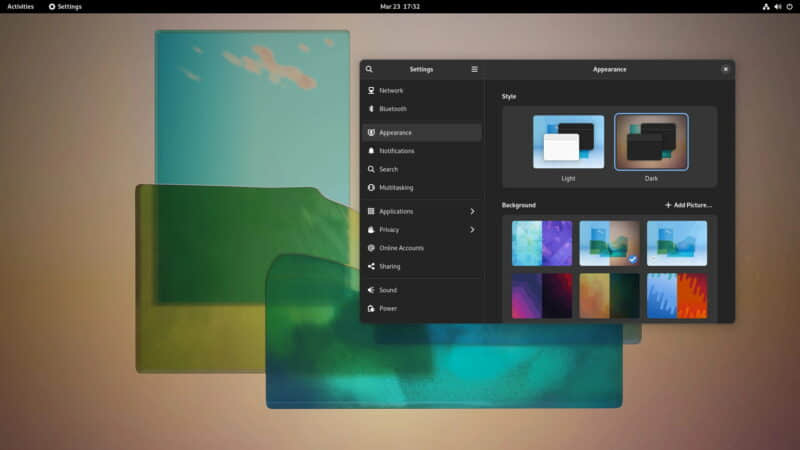 Activities Settings Mar 23 17:32
Settings Appearance
Network
Bluetooth
Appearance
Notifications
Search
Multitasking
Applications
Privacy
Online Accounts
Sharing
Sound
Power
Style
Light Dark
Background + Add Picture...